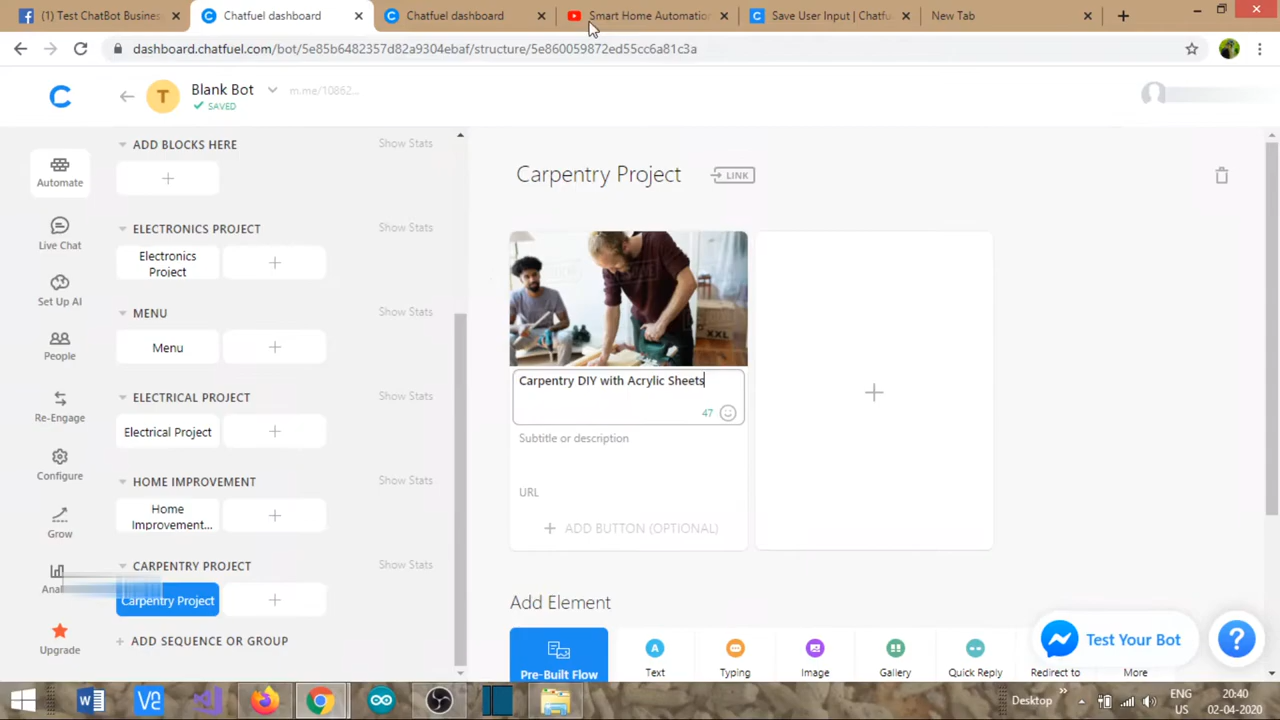 (1) Test ChatBot Busines
Chatfuel dashboard
Chatfuel dashboard
Smart Home Automation
Save User Input | Chatfu
New Tab
dashboard.chatfuel.com/bot/5e85b6482357d82a9304ebaf/structure/5e860059872ed55cc6a81c3a
T
Blank Bot
m.me/10862...
SAVED
Automate
Live Chat
Set Up AI
People
Re-Engage
Configure
Grow
Upgrade
ADD BLOCKS HERE
Show Stats
ELECTRONICS PROJECT
Show Stats
Electronics
Project
MENU
Show Stats
Menu
ELECTRICAL PROJECT
Show Stats
Electrical Project
HOME IMPROVEMENT
Show Stats
Home
Improvement...
CARPENTRY PROJECT
Show Stats
Carpentry Project
ADD SEQUENCE OR GROUP
Carpentry Project
LINK
XXL
Carpentry DIY with Acrylic Sheets
47
Subtitle or description
URL
ADD BUTTON (OPTIONAL)
Add Element
Pre-Built Flow
A
Text
Typing
Image
Gallery
Quick Reply
Redirect to
More
Test Your Bot
?
Desktop
ENG
US
20:40
02-04-2020